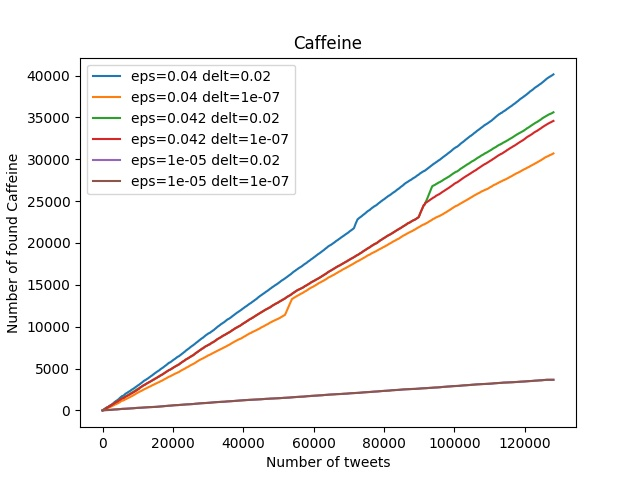 Caffeine
40000
35000
30000
25000
20000
15000
10000
5000
0
Number of found Caffeine
eps=0.04 delt=0.02
eps=0.04 delt=1e-07
eps=0.042 delt=0.02
eps=0.042 delt=1e-07
eps=1e-05 delt=0.02
eps=1e-05 delt=1e-07
0 20000 40000 60000 80000 100000 120000
Number of tweets